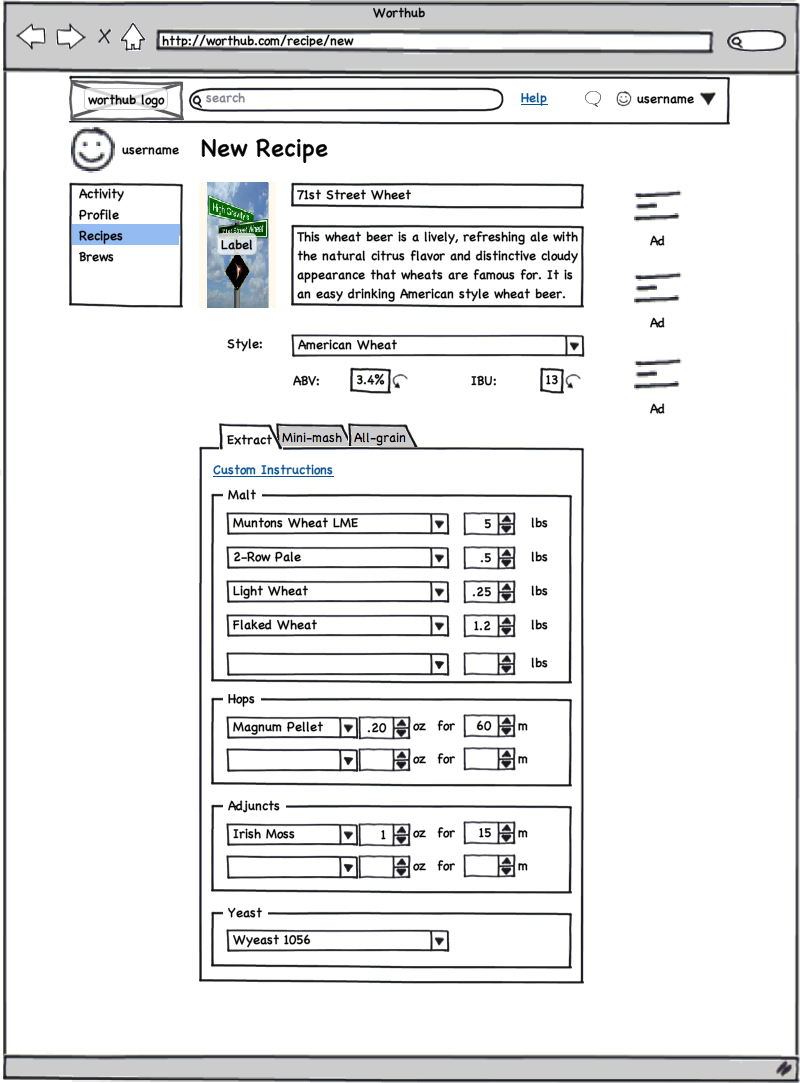 Worthub
http://worthub.com/recipe/new
worthub logo
search
Help
username
username
New Recipe
Activity
Profile
Recipes
Brews
High Gravity's
71st Street Wheet
Label
71st Street Wheet
This wheat beer is a lively, refreshing ale with
the natural citrus flavor and distinctive cloudy
appearance that wheats are famous for. It is
an easy drinking American style wheat beer.
Ad
Ad
Ad
Style:
American Wheat
ABV:
3.4%
IBU:
13
Extract
Mini-mash
All-grain
Custom Instructions
Malt
Muntons Wheat LME 5 lbs
2-Row Pale .5 lbs
Light Wheat .25 lbs
Flaked Wheat 1.2 lbs
lbs
Hops
Magnum Pellet .20 oz for 60 m
oz for m
Adjuncts
Irish Moss 1 oz for 15 m
oz for m
Yeast
Wyeast 1056